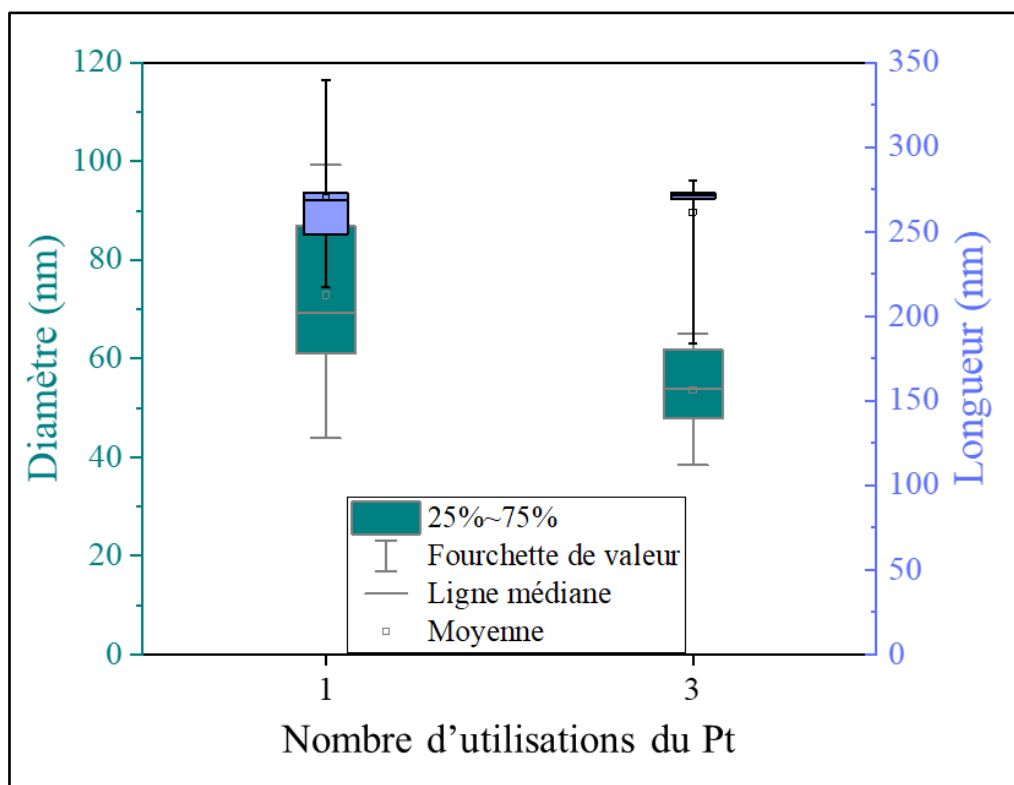 120
100
80
60
40
20
0
Diamètre (nm)
350
300
250
200
150
100
50
0
Longueur (nm)
25%~75%
Fourchette de valeur
Ligne médiane
Moyenne
1 3
Nombre d’utilisations du Pt